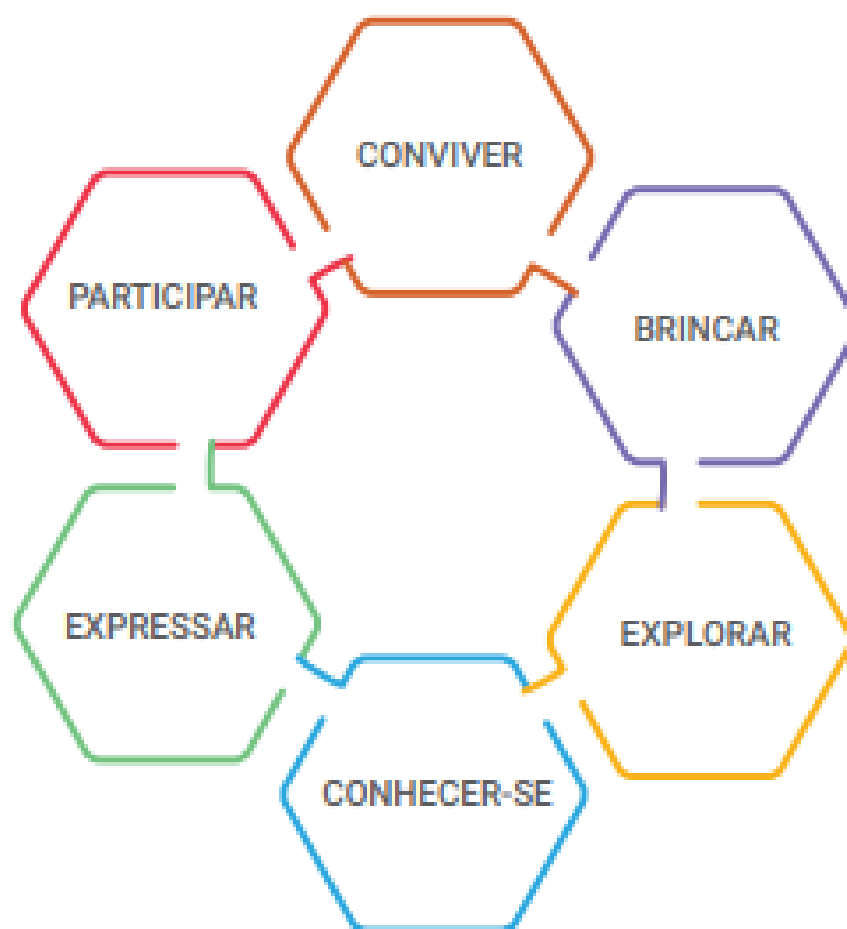 CONVIVER
PARTICIPAR
BRINCAR
EXPRESSAR
EXPLORAR
CONHECER-SE